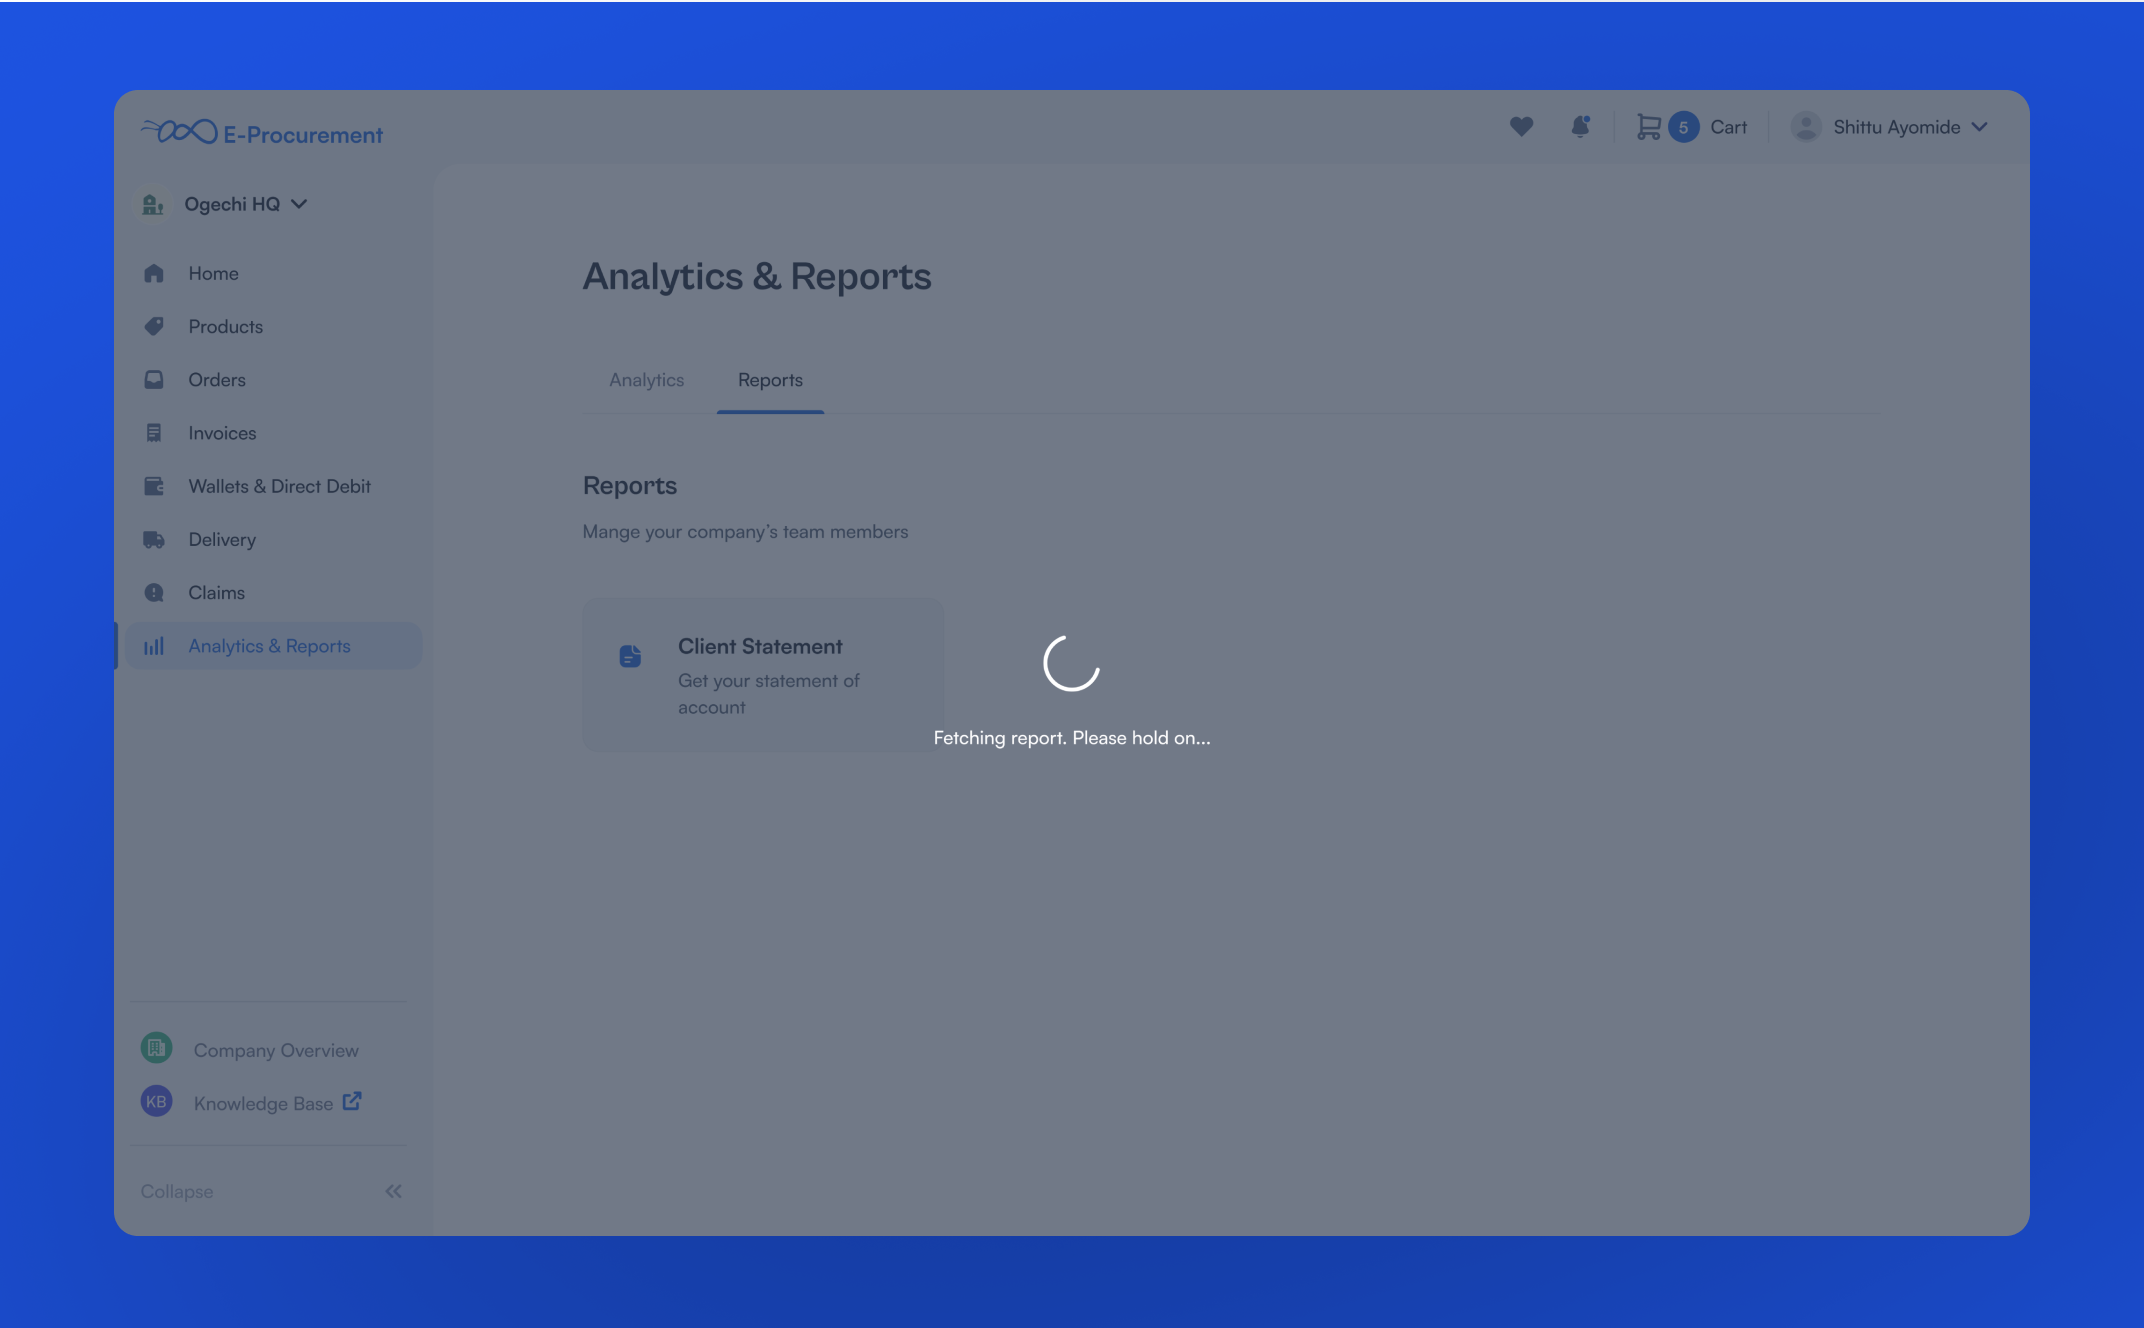 E-Procurement
5
Cart
Shittu Ayomide
Ogechi HQ
Home
Products
Orders
Invoices
Wallets & Direct Debit
Delivery
Claims
Analytics & Reports
Company Overview
KB
Knowledge Base
Collapse
Analytics & Reports
Analytics
Reports
Reports
Mange your company's team members
Client Statement
Get your statement of
account
Fetching report. Please hold on...